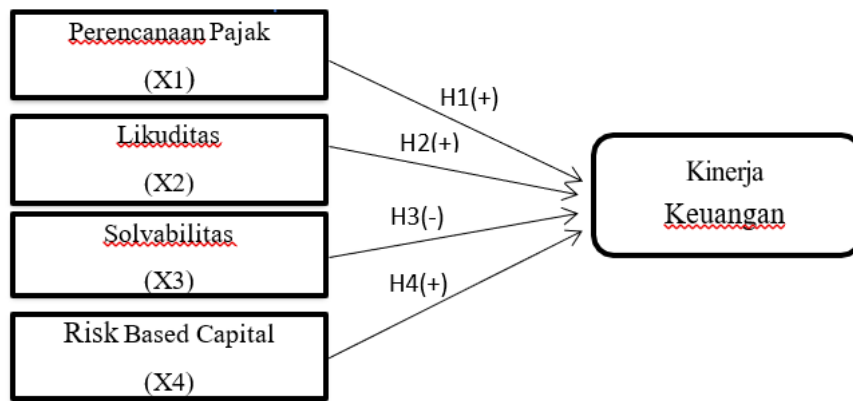 Perencanaan Pajak
(X1)
Likuditas
(X2)
Solvabilitas
(X3)
Risk Based Capital
(X4)
H1(+)
H2(+)
H3(-)
H4(+)
Kinerja
Keuangan